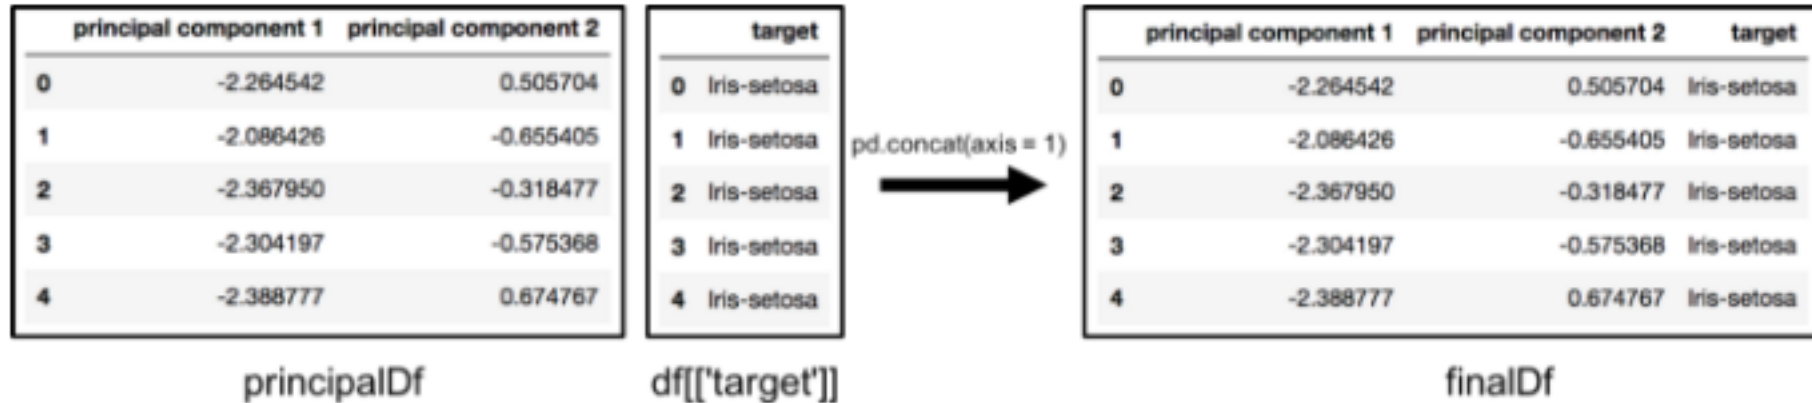 principal component 1 principal component 2
0 -2.264542 0.505704
1 -2.086426 -0.655405
2 -2.367950 -0.318477
3 -2.304197 -0.575368
4 -2.388777 0.674767
principalDf
target
0 Iris-setosa
1 Iris-setosa
2 Iris-setosa
3 Iris-setosa
4 Iris-setosa
df[['target']]
pd.concat(axis = 1)
principal component 1 principal component 2 target
0 -2.264542 0.505704 Iris-setosa
1 -2.086426 -0.655405 Iris-setosa
2 -2.367950 -0.318477 Iris-setosa
3 -2.304197 -0.575368 Iris-setosa
4 -2.388777 0.674767 Iris-setosa
finalDf